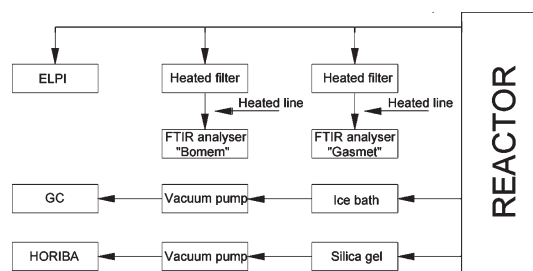 ELPI
Heated filter
Heated filter
Heated line
Heated line
FTIR analyser
"Bomem"
FTIR analyser
"Gasmet"
GC
Vacuum pump
Ice bath
HORIBA
Vacuum pump
Silica gel
REACTOR